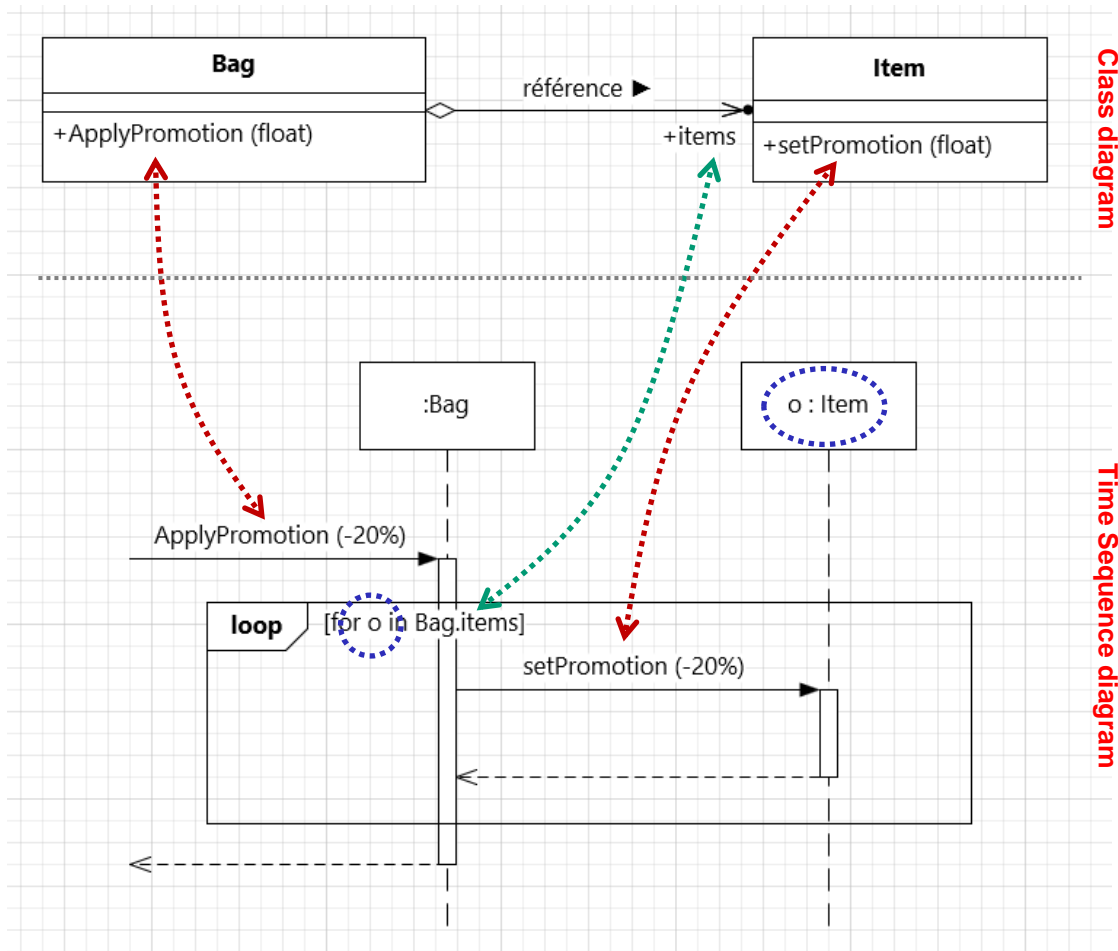 Bag
+ApplyPromotion (float)
référence ►
+items
Item
+setPromotion (float)
Class diagram
:Bag
o : Item
ApplyPromotion (-20%)
loop
[for o in Bag.items]
setPromotion (-20%)
Time Sequence diagram